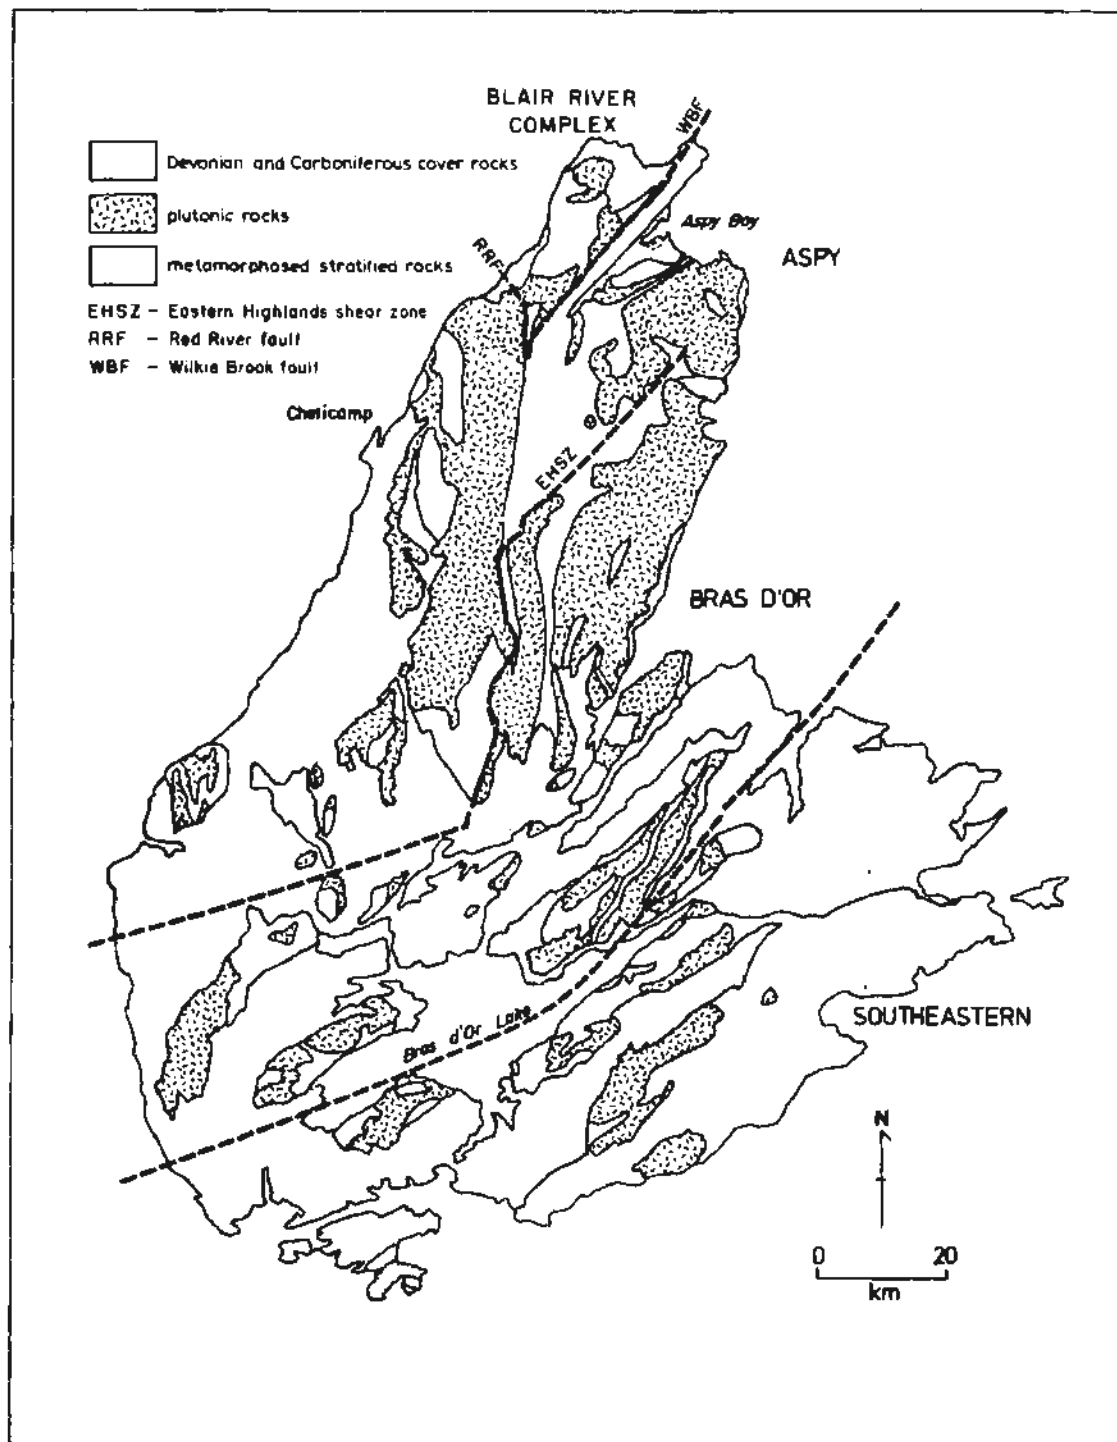 BLAIR RIVER
COMPLEX
WBF
Devonian and Carboniferous cover rocks
plutonic rocks
metamorphosed stratified rocks
EHSZ – Eastern Highlands shear zone
RRF – Red River fault
WBF – Wilkie Brook fault
RRF
Aspy Bay
ASPY
Cheticamp
EHSZ
BRAS D'OR
Bras d'Or Lake
SOUTHEASTERN
N
0 20
km